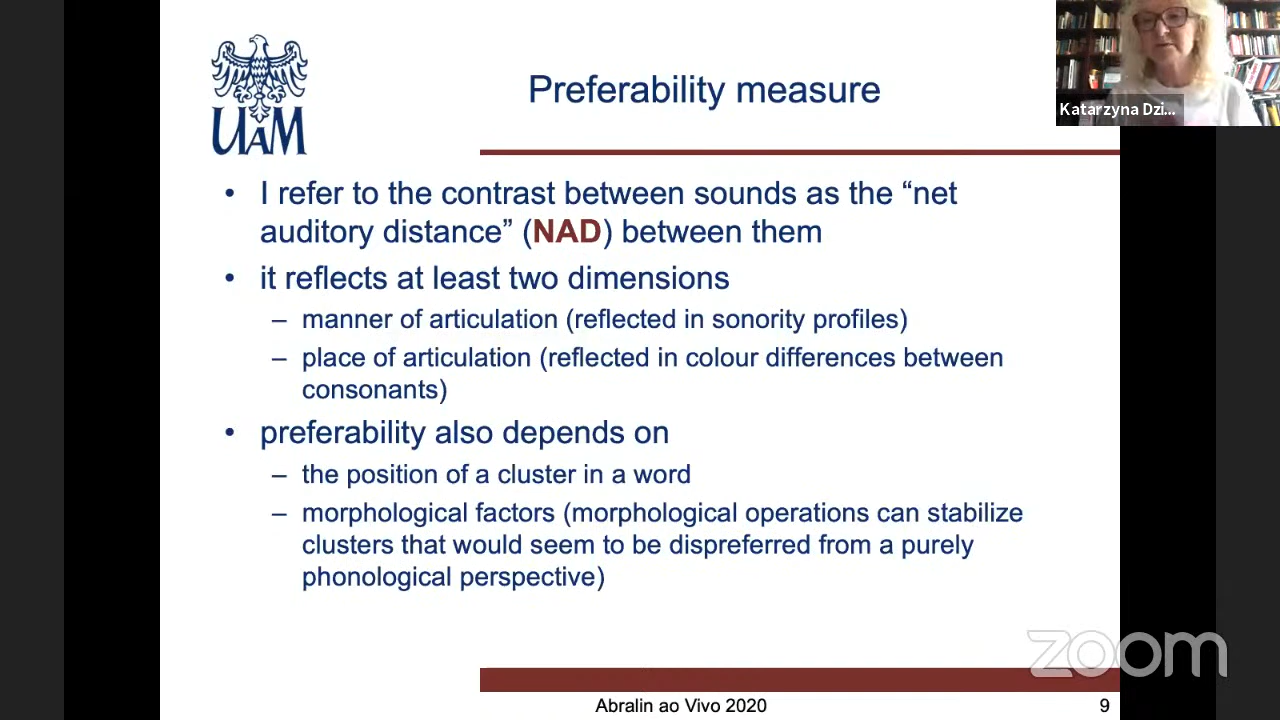 Preferability measure
Katarzyna Dzi...
UAM
• I refer to the contrast between sounds as the “net
auditory distance” (NAD) between them
• it reflects at least two dimensions
– manner of articulation (reflected in sonority profiles)
– place of articulation (reflected in colour differences between
consonants)
• preferability also depends on
– the position of a cluster in a word
– morphological factors (morphological operations can stabilize
clusters that would seem to be dispreferred from a purely
phonological perspective)
zoom
Abralin ao Vivo 2020
9